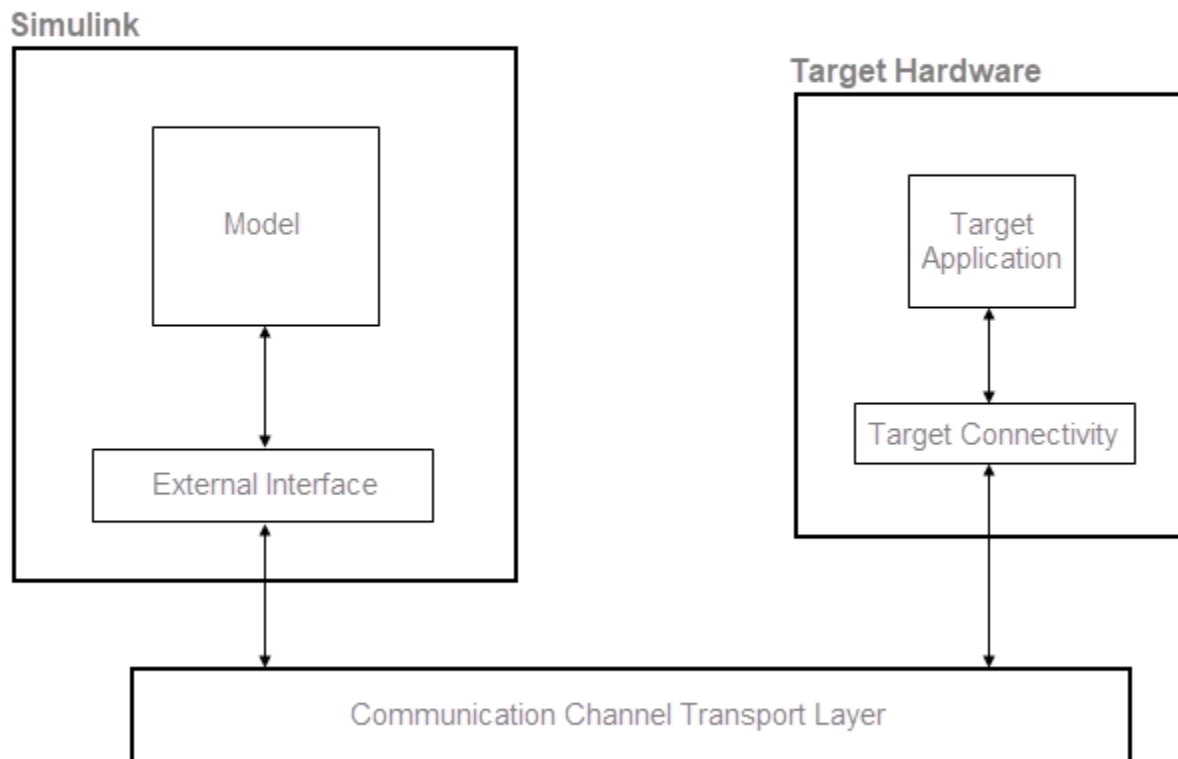 Simulink
Target Hardware
Model
Target
Application
External Interface
Target Connectivity
Communication Channel Transport Layer